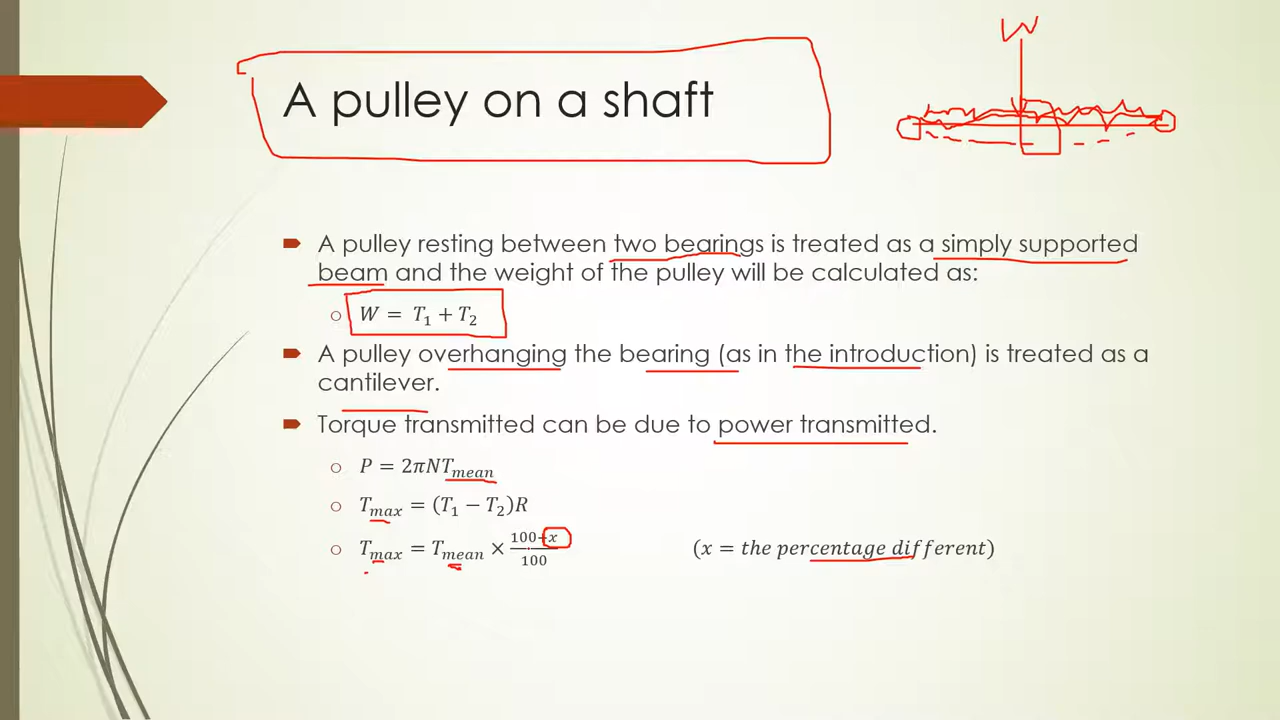 W
A pulley on a shaft
A pulley resting between two bearings is treated as a simply supported
beam and the weight of the pulley will be calculated as:
W = T₁ + T₂
A pulley overhanging the bearing (as in the introduction) is treated as a
cantilever.
Torque transmitted can be due to power transmitted.
P = 2πNT_mean
T_max = (T₁ − T₂)R
T_max = T_mean × (100+x)/100 (x = the percentage different)